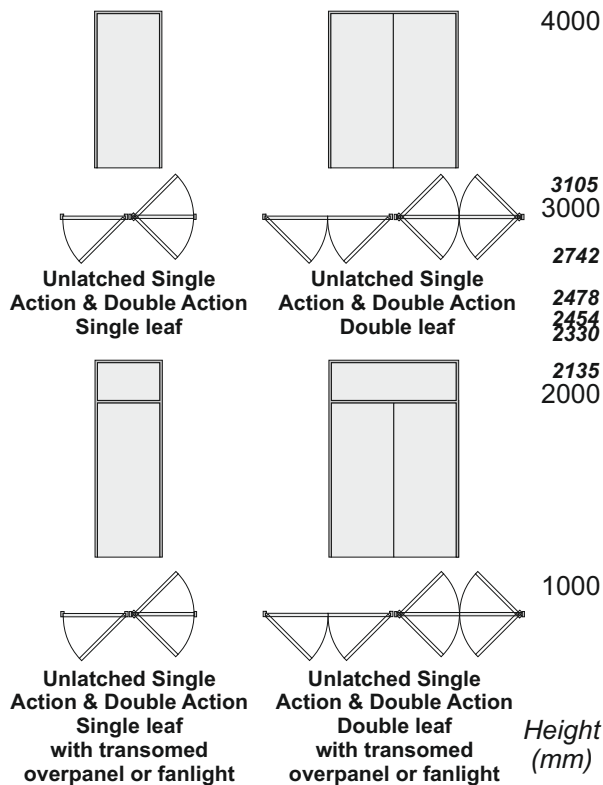 4000
3105
3000
2742
Unlatched Single
Action & Double Action
Single leaf
Unlatched Single
Action & Double Action
Double leaf
2478
2454
2330
2135
2000
1000
Unlatched Single
Action & Double Action
Single leaf
with transomed
overpanel or fanlight
Unlatched Single
Action & Double Action
Double leaf
with transomed
overpanel or fanlight
Height
(mm)